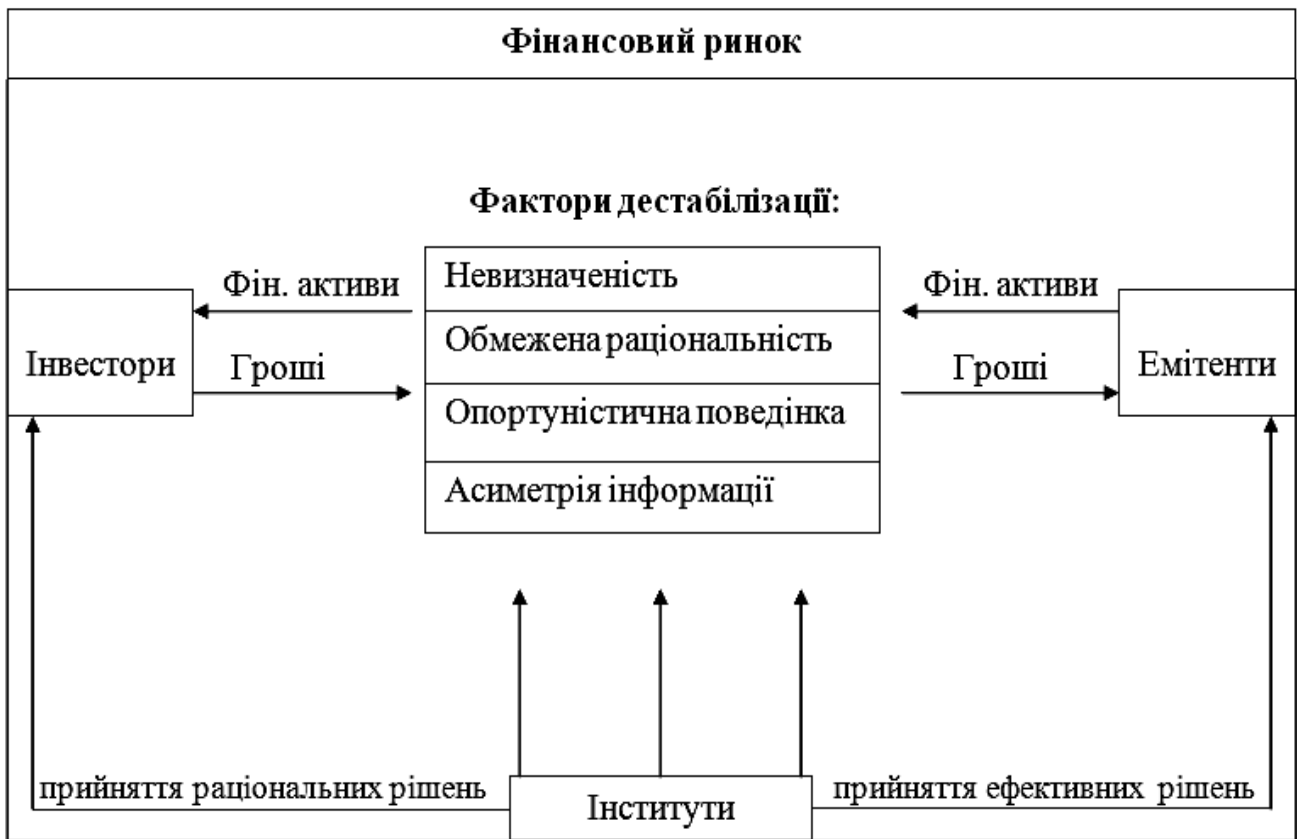 Фінансовий ринок
Фактори дестабілізації:
Невизначеність
Фін. активи
Фін. активи
Обмежена раціональність
Інвестори
Гроші
Гроші
Емітенти
Опортуністична поведінка
Асиметрія інформації
прийняття раціональних рішень
Інститути
прийняття ефективних рішень